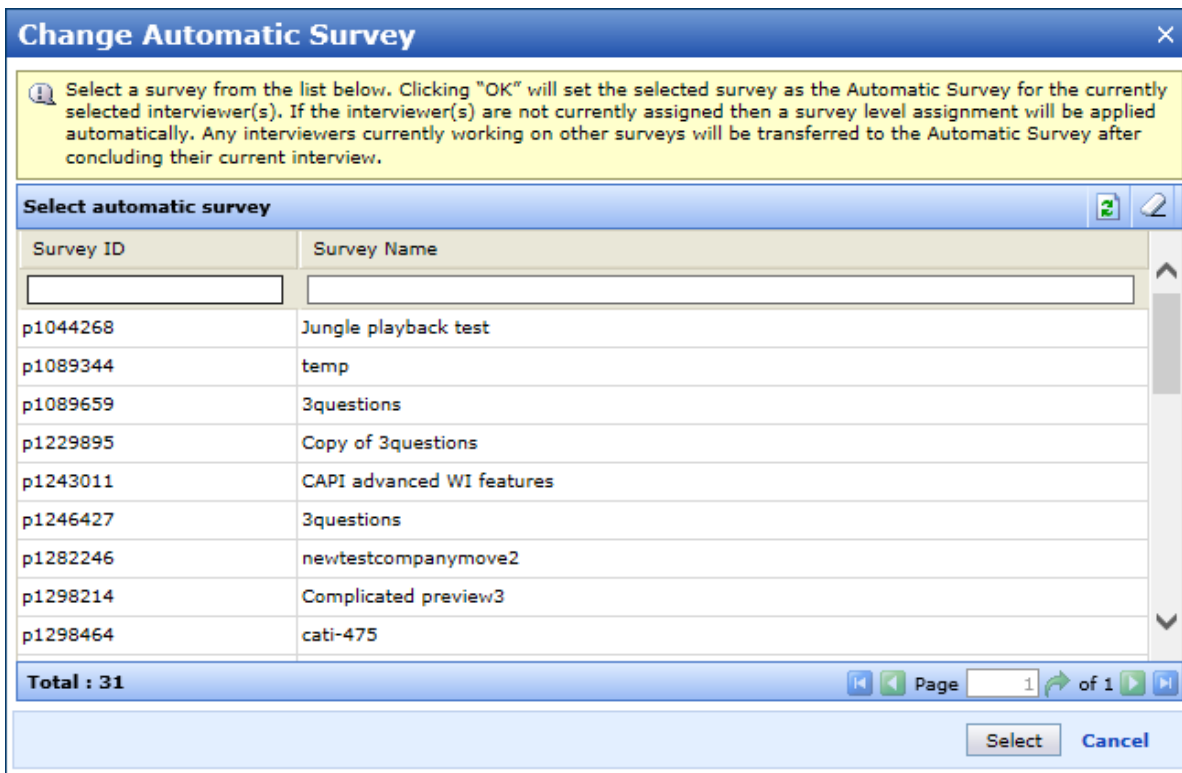 Change Automatic Survey
Select a survey from the list below. Clicking “OK” will set the selected survey as the Automatic Survey for the currently
selected interviewer(s). If the interviewer(s) are not currently assigned then a survey level assignment will be applied
automatically. Any interviewers currently working on other surveys will be transferred to the Automatic Survey after
concluding their current interview.
Select automatic survey
Survey ID Survey Name
p1044268 Jungle playback test
p1089344 temp
p1089659 3questions
p1229895 Copy of 3questions
p1243011 CAPI advanced WI features
p1246427 3questions
p1282246 newtestcompanymove2
p1298214 Complicated preview3
p1298464 cati-475
Total : 31 Page 1 of 1
Select Cancel